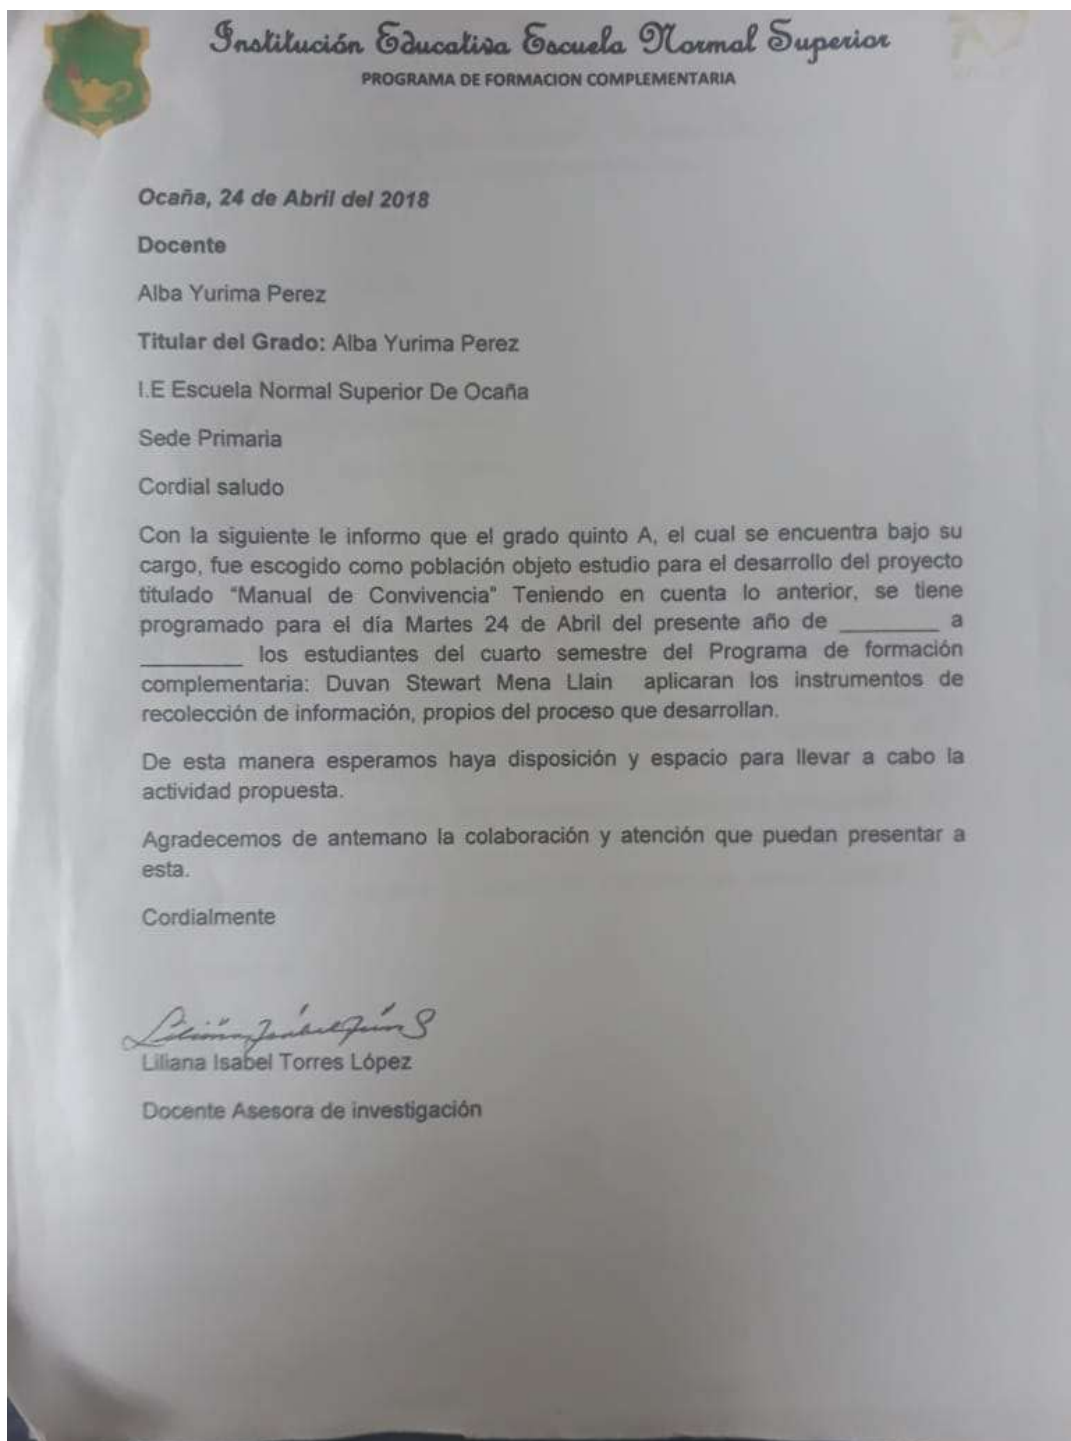 Institución Educativa Escuela Normal Superior
PROGRAMA DE FORMACION COMPLEMENTARIA
Ocaña, 24 de Abril del 2018
Docente
Alba Yurima Perez
Titular del Grado: Alba Yurima Perez
I.E Escuela Normal Superior De Ocaña
Sede Primaria
Cordial saludo
Con la siguiente le informo que el grado quinto A, el cual se encuentra bajo su
cargo, fue escogido como población objeto estudio para el desarrollo del proyecto
titulado "Manual de Convivencia" Teniendo en cuenta lo anterior, se tiene
programado para el día Martes 24 de Abril del presente año de ________ a
________ los estudiantes del cuarto semestre del Programa de formación
complementaria: Duvan Stewart Mena Llain aplicaran los instrumentos de
recolección de información, propios del proceso que desarrollan.
De esta manera esperamos haya disposición y espacio para llevar a cabo la
actividad propuesta.
Agradecemos de antemano la colaboración y atención que puedan presentar a
esta.
Cordialmente
Liliana Isabel Torres López
Docente Asesora de investigación